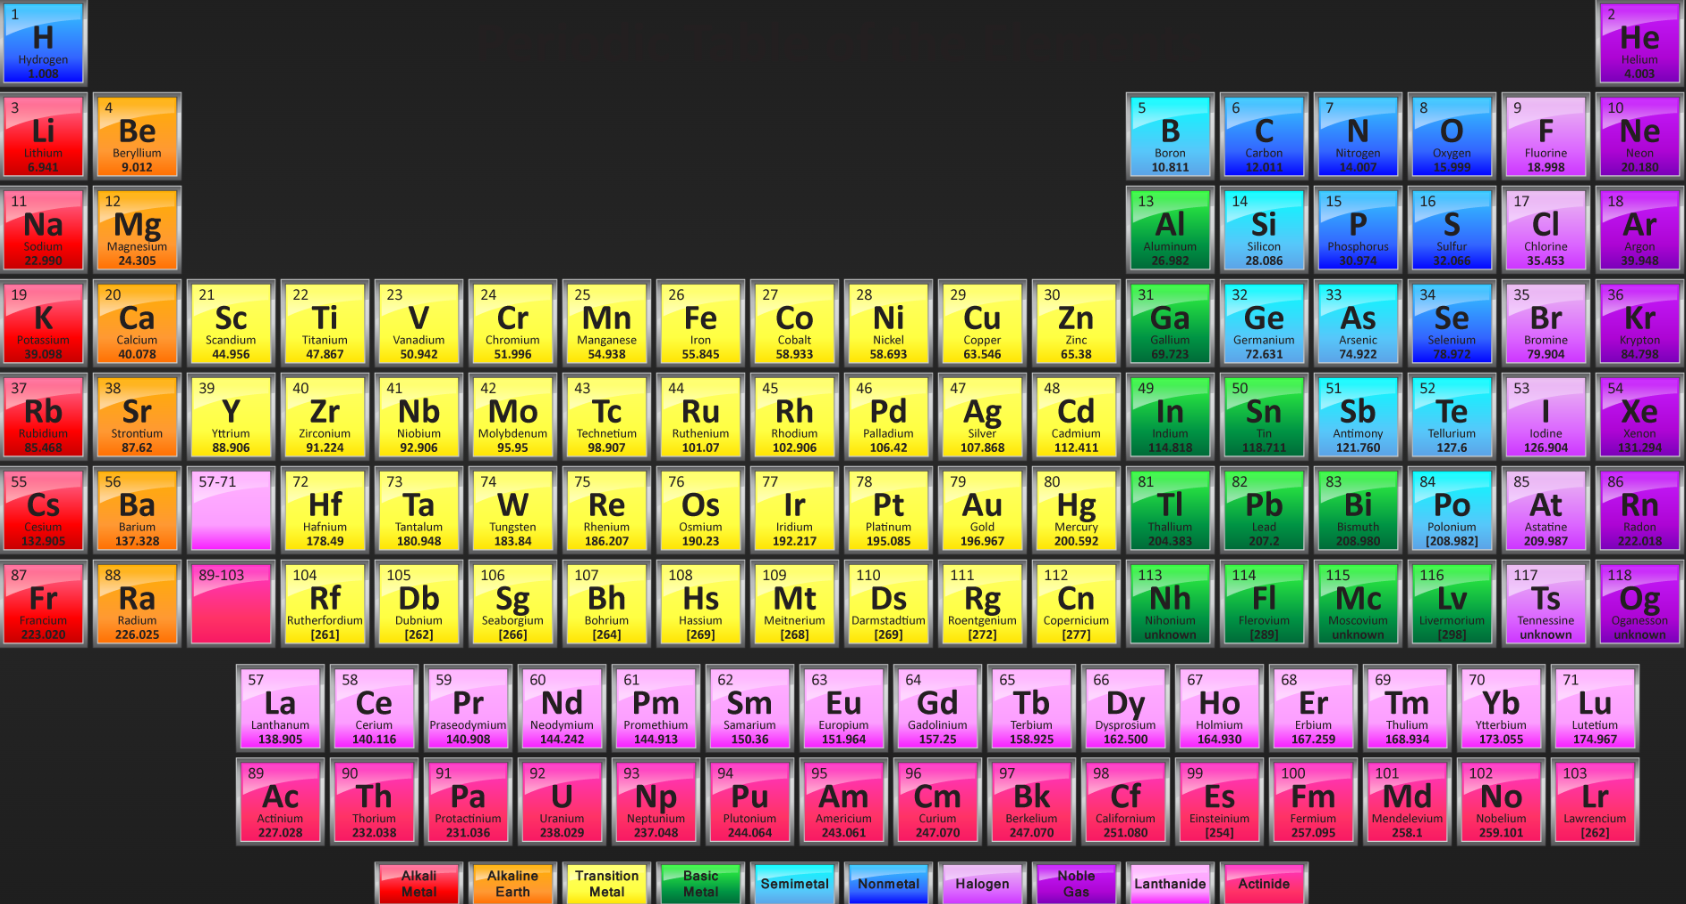 1 2
H He
Hydrogen Helium
1.008 4.003
3 4 5 6 7 8 9 10
Li Be B C N O F Ne
Lithium Beryllium Boron Carbon Nitrogen Oxygen Fluorine Neon
6.941 9.012 10.811 12.011 14.007 15.999 18.998 20.180
11 12 13 14 15 16 17 18
Na Mg Al Si P S Cl Ar
Sodium Magnesium Aluminum Silicon Phosphorus Sulfur Chlorine Argon
22.990 24.305 26.982 28.086 30.974 32.066 35.453 39.948
19 20 21 22 23 24 25 26 27 28 29 30 31 32 33 34 35 36
K Ca Sc Ti V Cr Mn Fe Co Ni Cu Zn Ga Ge As Se Br Kr
Potassium Calcium Scandium Titanium Vanadium Chromium Manganese Iron Cobalt Nickel Copper Zinc Gallium Germanium Arsenic Selenium Bromine Krypton
39.098 40.078 44.956 47.867 50.942 51.996 54.938 55.845 58.933 58.693 63.546 65.38 69.723 72.631 74.922 78.972 79.904 84.798
37 38 39 40 41 42 43 44 45 46 47 48 49 50 51 52 53 54
Rb Sr Y Zr Nb Mo Tc Ru Rh Pd Ag Cd In Sn Sb Te I Xe
Rubidium Strontium Yttrium Zirconium Niobium Molybdenum Technetium Ruthenium Rhodium Palladium Silver Cadmium Indium Tin Antimony Tellurium Iodine Xenon
85.468 87.62 88.906 91.224 92.906 95.95 98.907 101.07 102.906 106.42 107.868 112.411 114.818 118.711 121.760 127.6 126.904 131.294
55 56 57-71 72 73 74 75 76 77 78 79 80 81 82 83 84 85 86
Cs Ba Hf Ta W Re Os Ir Pt Au Hg Tl Pb Bi Po At Rn
Cesium Barium Hafnium Tantalum Tungsten Rhenium Osmium Iridium Platinum Gold Mercury Thallium Lead Bismuth Polonium Astatine Radon
132.905 137.328 178.49 180.948 183.84 186.207 190.23 192.217 195.085 196.967 200.592 204.383 207.2 208.980 [208.982] 209.987 222.018
87 88 89-103 104 105 106 107 108 109 110 111 112 113 114 115 116 117 118
Fr Ra Rf Db Sg Bh Hs Mt Ds Rg Cn Nh Fl Mc Lv Ts Og
Francium Radium Rutherfordium Dubnium Seaborgium Bohrium Hassium Meitnerium Darmstadtium Roentgenium Copernicium Nihonium Flerovium Moscovium Livermorium Tennessine Oganesson
223.020 226.025 [261] [262] [266] [264] [269] [268] [269] [272] [277] unknown [289] unknown [298] unknown unknown
57 58 59 60 61 62 63 64 65 66 67 68 69 70 71
La Ce Pr Nd Pm Sm Eu Gd Tb Dy Ho Er Tm Yb Lu
Lanthanum Cerium Praseodymium Neodymium Promethium Samarium Europium Gadolinium Terbium Dysprosium Holmium Erbium Thulium Ytterbium Lutetium
138.905 140.116 140.908 144.242 144.913 150.36 151.964 157.25 158.925 162.500 164.930 167.259 168.934 173.055 174.967
89 90 91 92 93 94 95 96 97 98 99 100 101 102 103
Ac Th Pa U Np Pu Am Cm Bk Cf Es Fm Md No Lr
Actinium Thorium Protactinium Uranium Neptunium Plutonium Americium Curium Berkelium Californium Einsteinium Fermium Mendelevium Nobelium Lawrencium
227.028 232.038 231.036 238.029 237.048 244.064 243.061 247.070 247.070 251.080 [254] 257.095 258.1 259.101 [262]
Alkali Alkaline Transition Basic Noble
Semimetal Nonmetal Halogen Lanthanide Actinide
Metal Earth Metal Metal Gas